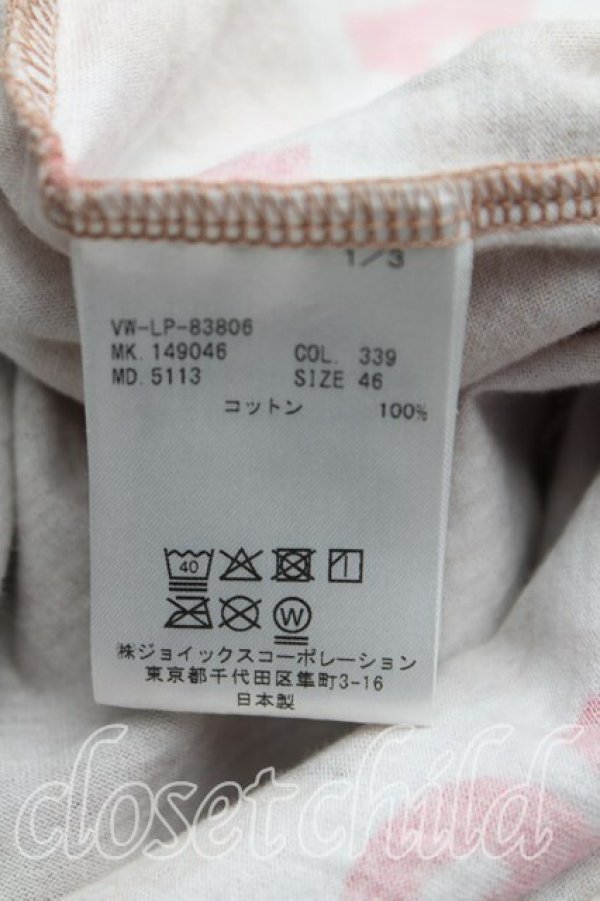 1/3
VW-LP-83806
MK. 149046 COL. 339
MD. 5113 SIZE 46
コットン 100%
40
W
㈱ジョイックスコーポレーション
東京都千代田区隼町3-16
日本製
closet child